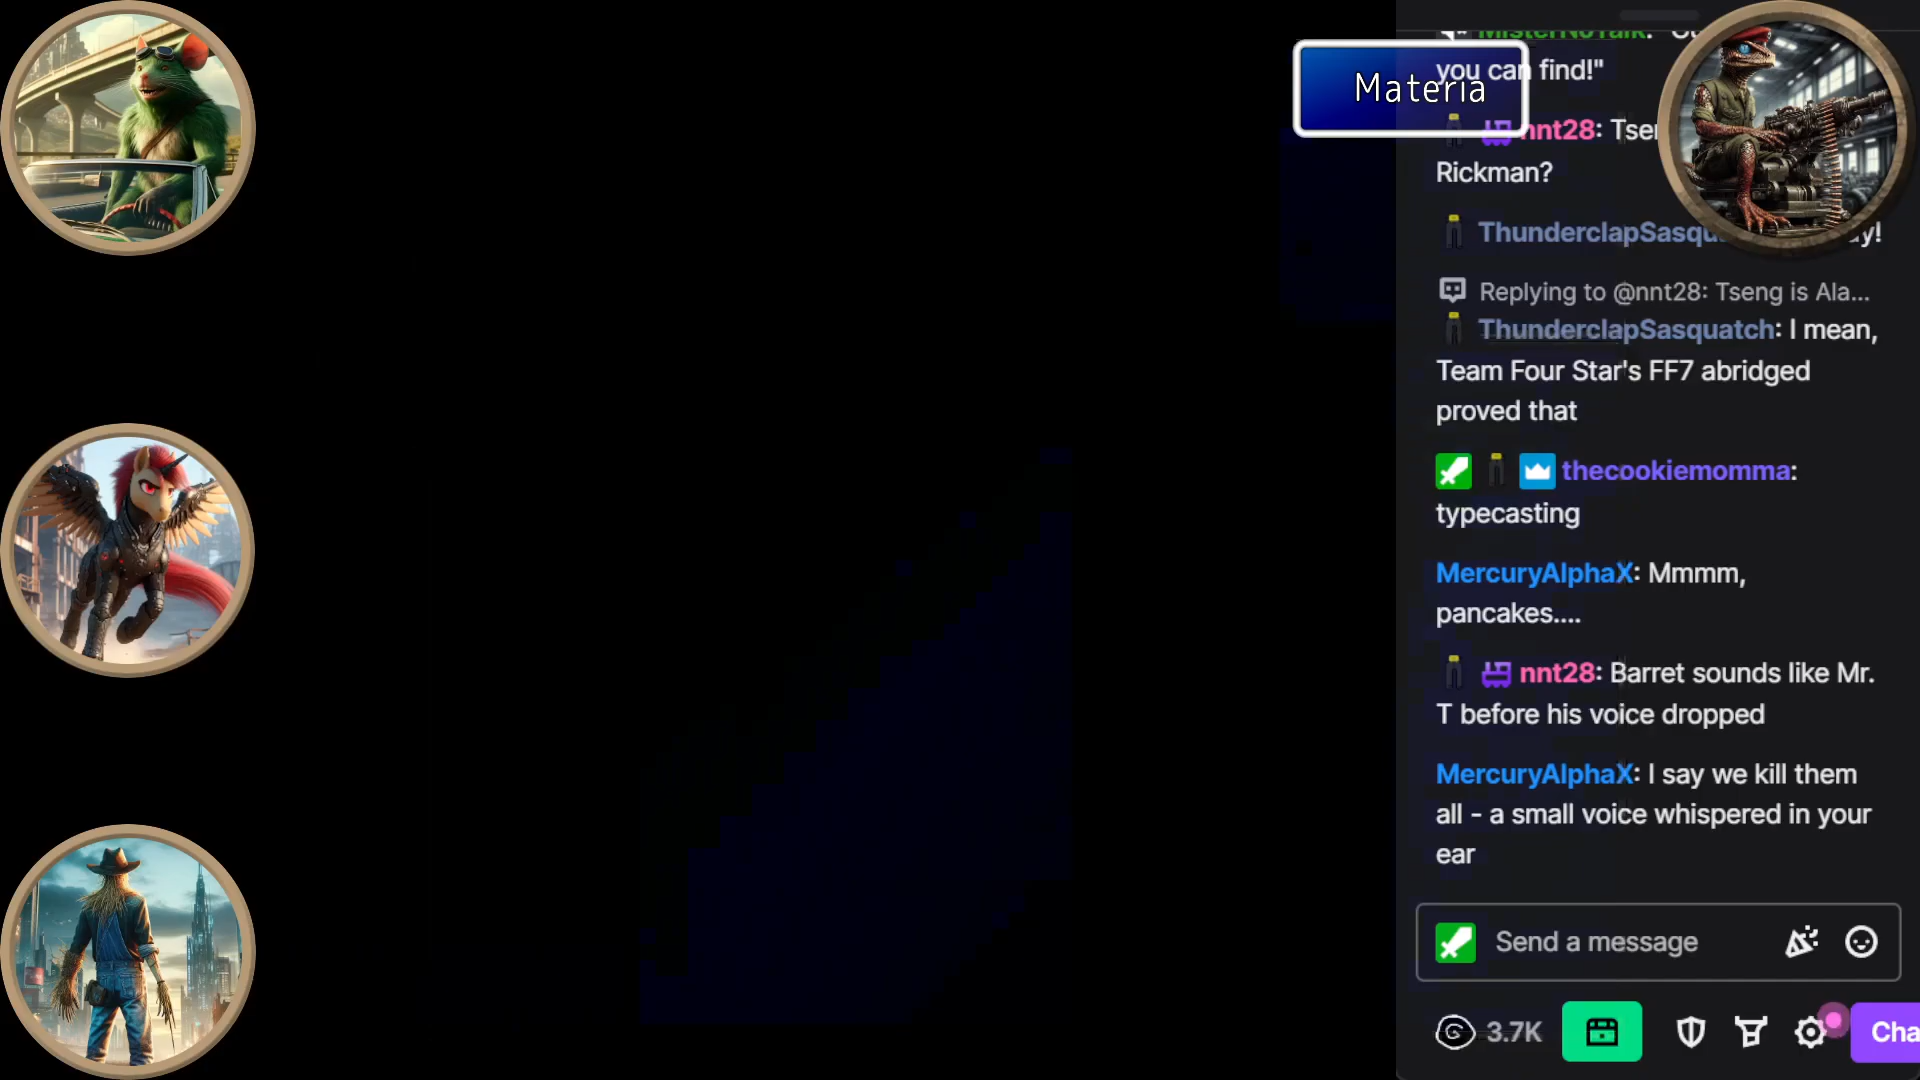 Materia
you can find!"
nnt28: Tse
Rickman?
ThunderclapSasqu y!
Replying to @nnt28: Tseng is Ala...
ThunderclapSasquatch: I mean,
Team Four Star's FF7 abridged
proved that
thecookiemomma:
typecasting
MercuryAlphaX: Mmmm,
pancakes....
nnt28: Barret sounds like Mr.
T before his voice dropped
MercuryAlphaX: I say we kill them
all - a small voice whispered in your
ear
Send a message
3.7K
Cha